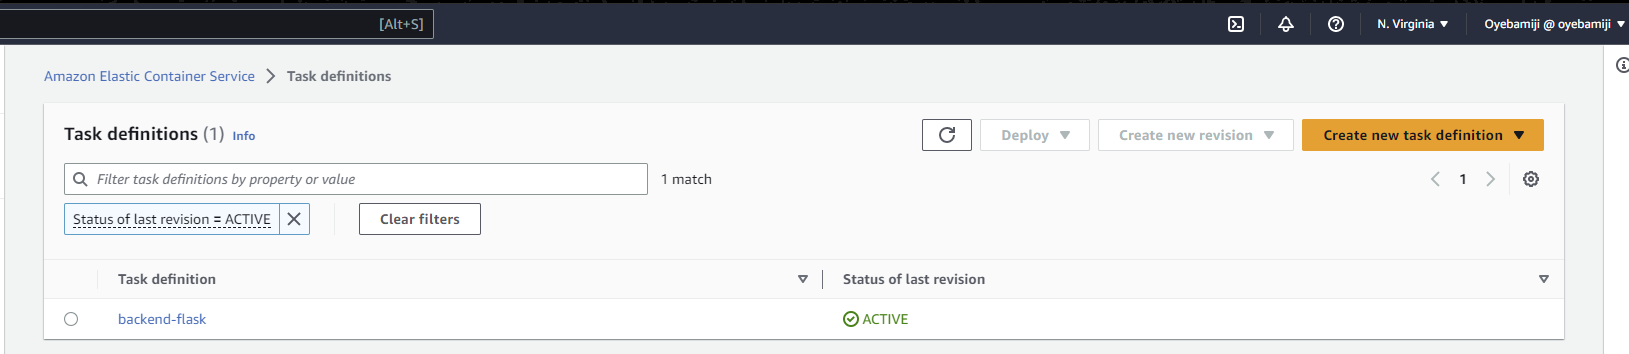 [Alt+S] N. Virginia Oyebamiji @ oyebamiji
Amazon Elastic Container Service > Task definitions
Task definitions (1) Info Deploy Create new revision Create new task definition
Filter task definitions by property or value 1 match 1
Status of last revision = ACTIVE Clear filters
Task definition Status of last revision
backend-flask ACTIVE